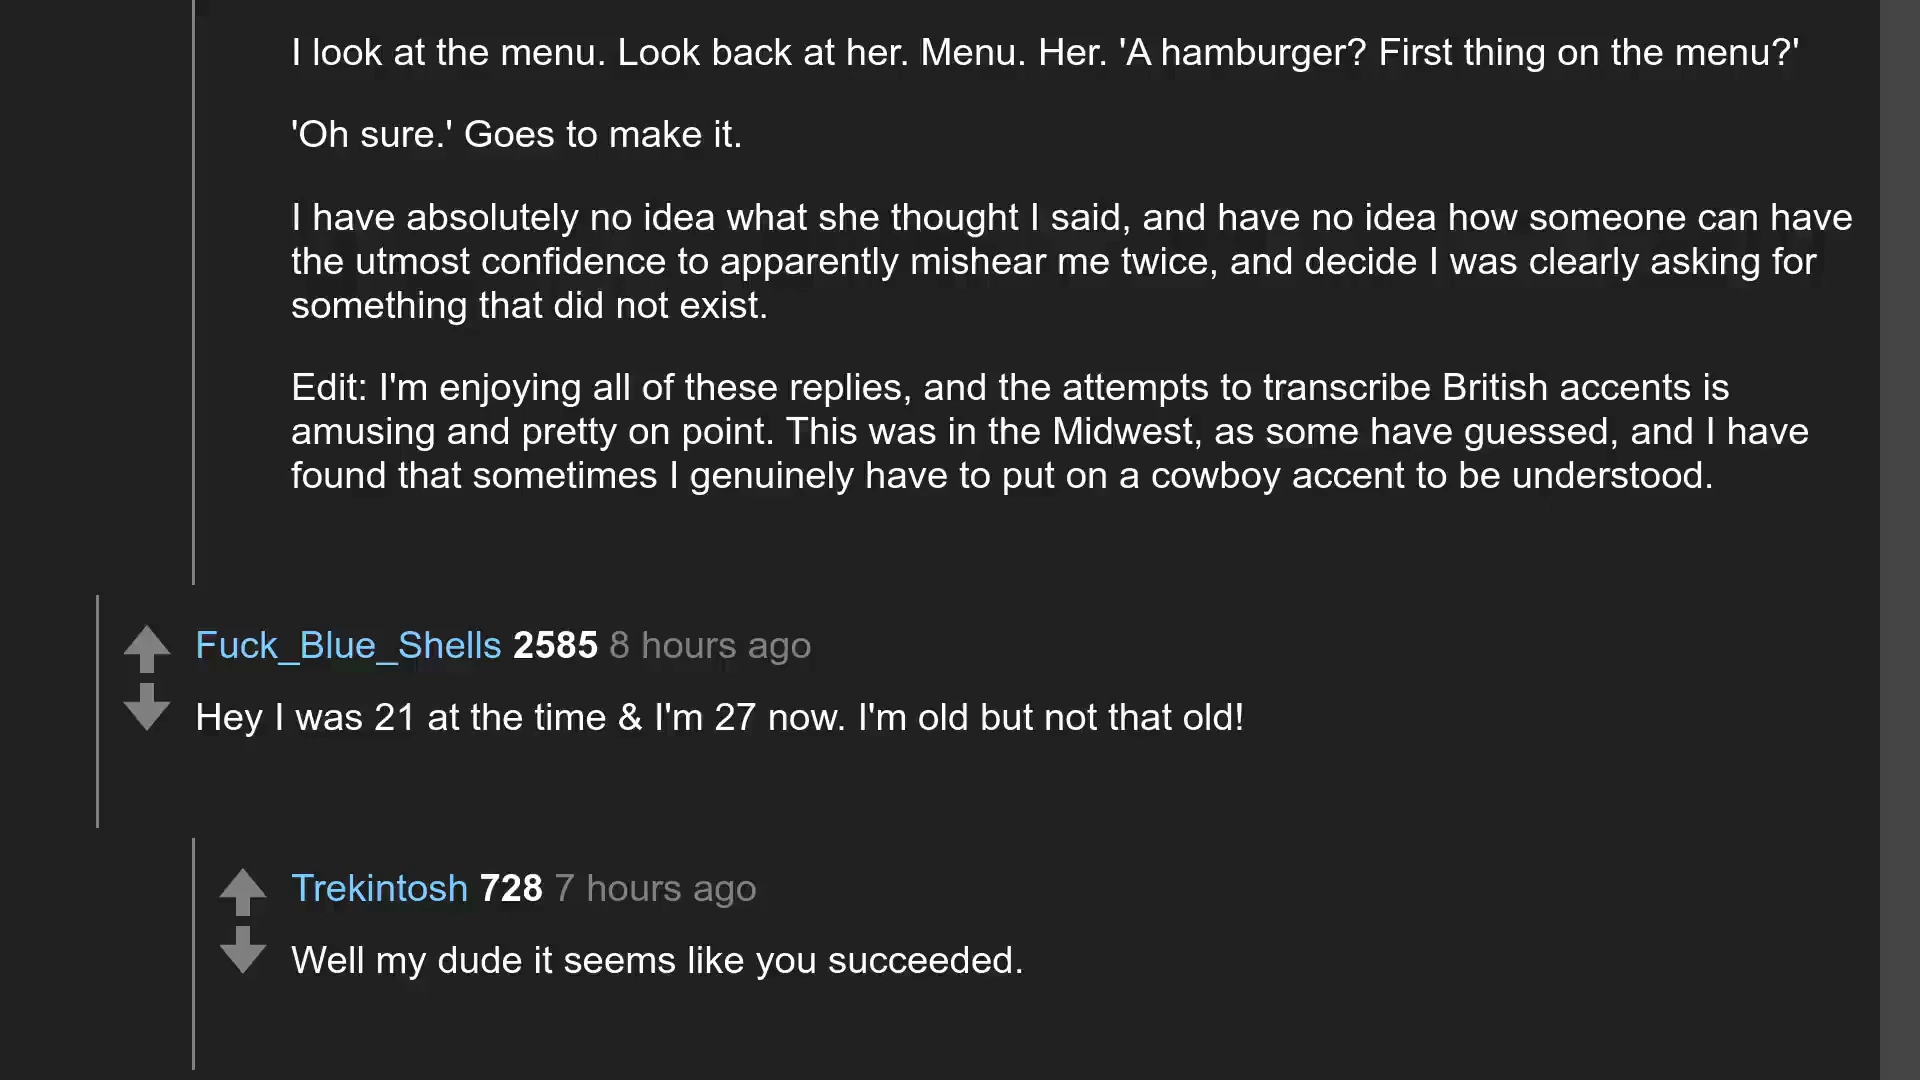 I look at the menu. Look back at her. Menu. Her. 'A hamburger? First thing on the menu?'
'Oh sure.' Goes to make it.
I have absolutely no idea what she thought I said, and have no idea how someone can have
the utmost confidence to apparently mishear me twice, and decide I was clearly asking for
something that did not exist.
Edit: I'm enjoying all of these replies, and the attempts to transcribe British accents is
amusing and pretty on point. This was in the Midwest, as some have guessed, and I have
found that sometimes I genuinely have to put on a cowboy accent to be understood.
Fuck_Blue_Shells 2585 8 hours ago
Hey I was 21 at the time & I'm 27 now. I'm old but not that old!
Trekintosh 728 7 hours ago
Well my dude it seems like you succeeded.